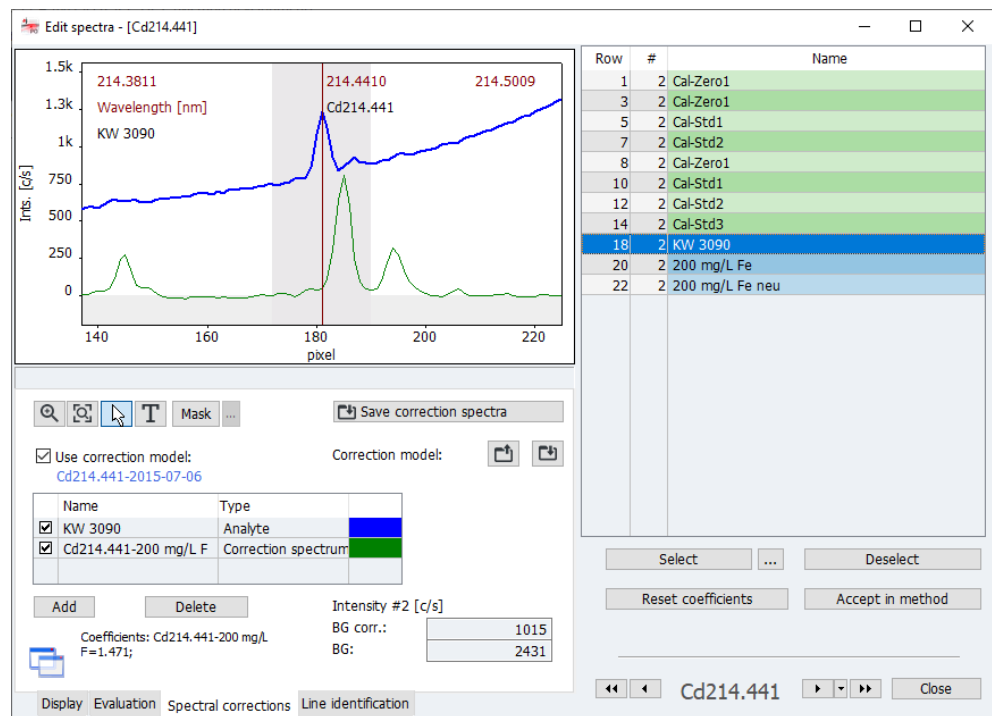 Edit spectra - [Cd214.441]
1.5k
1.3k
1k
750
500
250
0
Ints. [c/s]
214.3811 214.4410 214.5009
Wavelength [nm] Cd214.441
KW 3090
140 160 180 200 220
pixel
T Mask ...
Save correction spectra
Use correction model:
Cd214.441-2015-07-06
Correction model:
Name Type
KW 3090 Analyte
Cd214.441-200 mg/L F Correction spectrum
Add Delete
Intensity #2 [c/s]
BG corr.: 1015
BG: 2431
Coefficients: Cd214.441-200 mg/L
F=1.471;
Display Evaluation Spectral corrections Line identification
Row # Name
1 2 Cal-Zero1
3 2 Cal-Zero1
5 2 Cal-Std1
7 2 Cal-Std2
8 2 Cal-Zero1
10 2 Cal-Std1
12 2 Cal-Std2
14 2 Cal-Std3
18 2 KW 3090
20 2 200 mg/L Fe
22 2 200 mg/L Fe neu
Select ... Deselect
Reset coefficients Accept in method
Cd214.441 Close